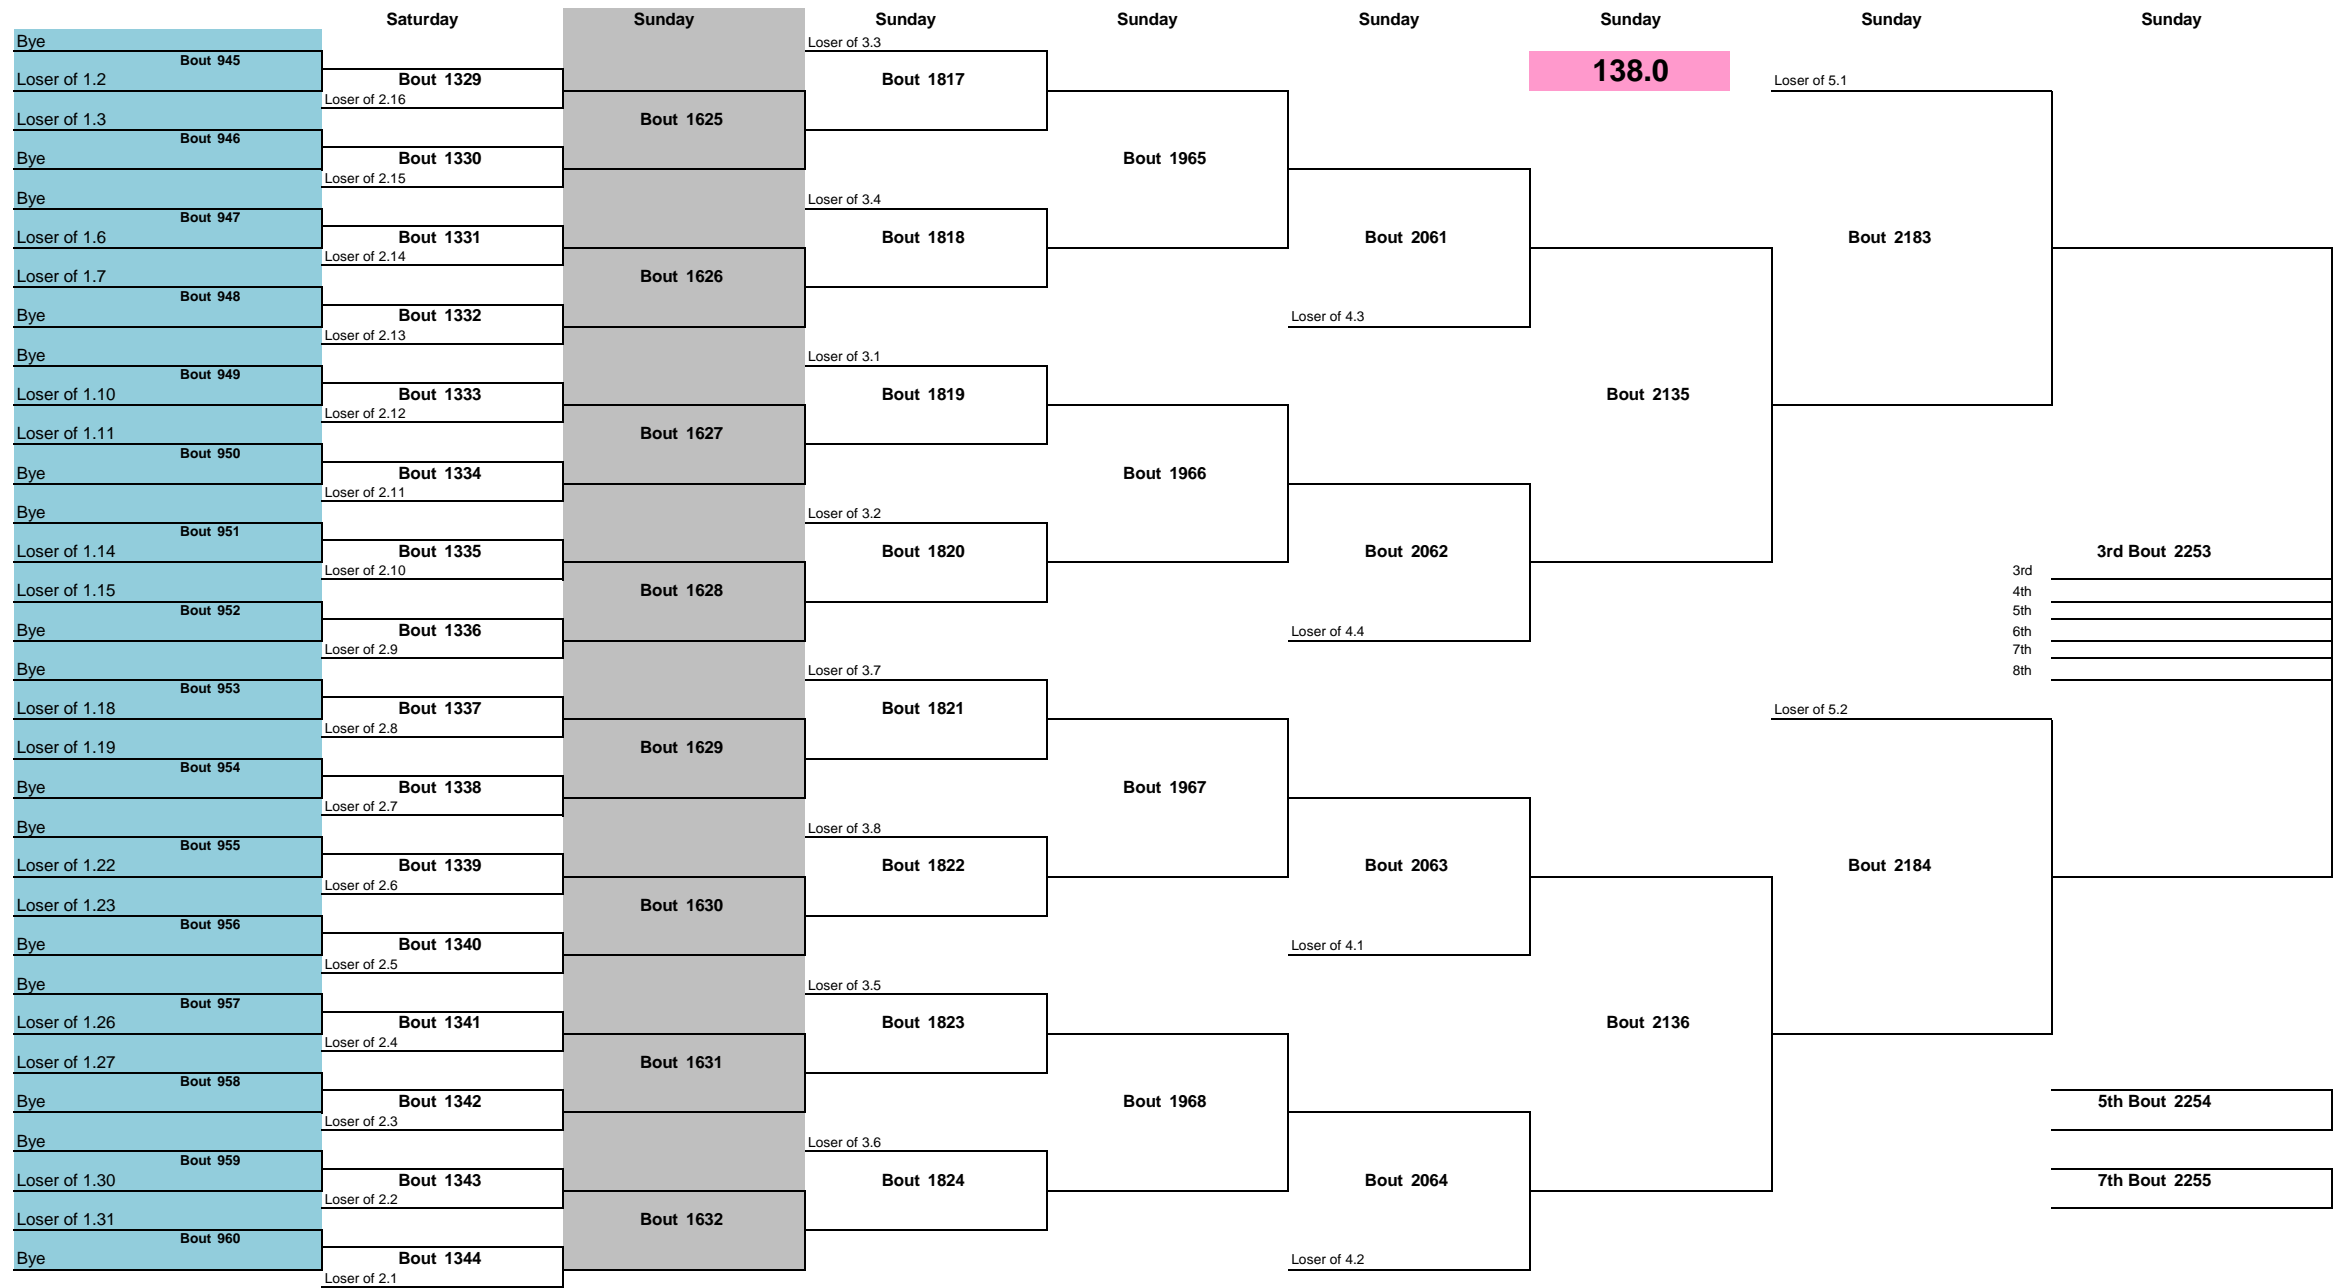 Saturday
Sunday
Sunday
Sunday
Sunday
Sunday
Sunday
Sunday
138.0
Bye
Bout 945
Loser of 1.2
Loser of 1.3
Bout 946
Bye
Bye
Bout 947
Loser of 1.6
Loser of 1.7
Bout 948
Bye
Bye
Bout 949
Loser of 1.10
Loser of 1.11
Bout 950
Bye
Bye
Bout 951
Loser of 1.14
Loser of 1.15
Bout 952
Bye
Bye
Bout 953
Loser of 1.18
Loser of 1.19
Bout 954
Bye
Bye
Bout 955
Loser of 1.22
Loser of 1.23
Bout 956
Bye
Bye
Bout 957
Loser of 1.26
Loser of 1.27
Bout 958
Bye
Bye
Bout 959
Loser of 1.30
Loser of 1.31
Bout 960
Bye
Bout 1329
Loser of 2.16
Bout 1330
Loser of 2.15
Bout 1331
Loser of 2.14
Bout 1332
Loser of 2.13
Bout 1333
Loser of 2.12
Bout 1334
Loser of 2.11
Bout 1335
Loser of 2.10
Bout 1336
Loser of 2.9
Bout 1337
Loser of 2.8
Bout 1338
Loser of 2.7
Bout 1339
Loser of 2.6
Bout 1340
Loser of 2.5
Bout 1341
Loser of 2.4
Bout 1342
Loser of 2.3
Bout 1343
Loser of 2.2
Bout 1344
Loser of 2.1
Bout 1625
Bout 1626
Bout 1627
Bout 1628
Bout 1629
Bout 1630
Bout 1631
Bout 1632
Loser of 3.3
Bout 1817
Loser of 3.4
Bout 1818
Loser of 3.1
Bout 1819
Loser of 3.2
Bout 1820
Loser of 3.7
Bout 1821
Loser of 3.8
Bout 1822
Loser of 3.5
Bout 1823
Loser of 3.6
Bout 1824
Bout 1965
Bout 1966
Bout 1967
Bout 1968
Bout 2061
Loser of 4.3
Bout 2062
Loser of 4.4
Bout 2063
Loser of 4.1
Bout 2064
Loser of 4.2
Bout 2135
Bout 2136
Loser of 5.1
Bout 2183
Loser of 5.2
Bout 2184
3rd Bout 2253
3rd
4th
5th
6th
7th
8th
5th Bout 2254
7th Bout 2255